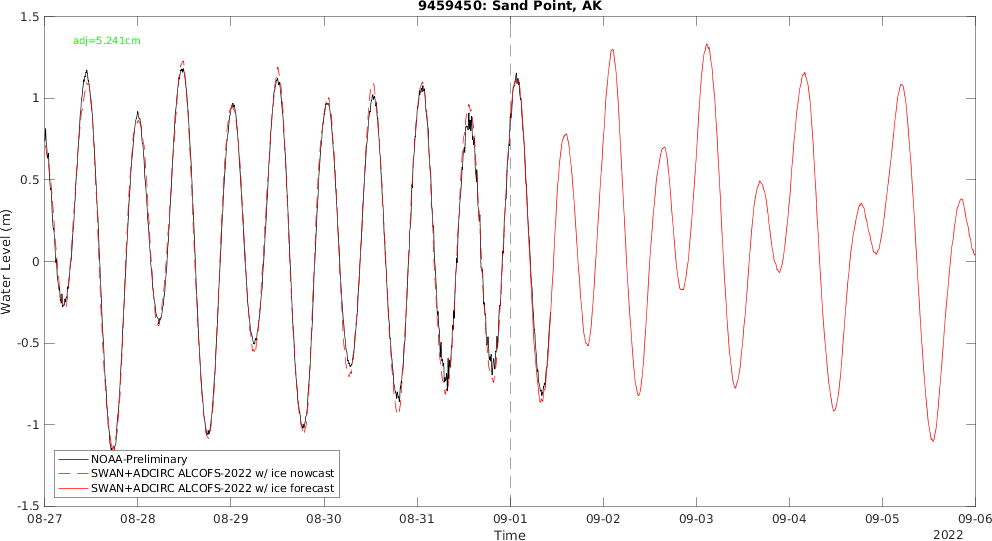 9459450: Sand Point, AK
adj=5.241cm
1.5
1
0.5
0
-0.5
-1
-1.5
Water Level (m)
NOAA-Preliminary
SWAN+ADCIRC ALCOFS-2022 w/ ice nowcast
SWAN+ADCIRC ALCOFS-2022 w/ ice forecast
08-27 08-28 08-29 08-30 08-31 09-01 09-02 09-03 09-04 09-05 09-06
Time
2022